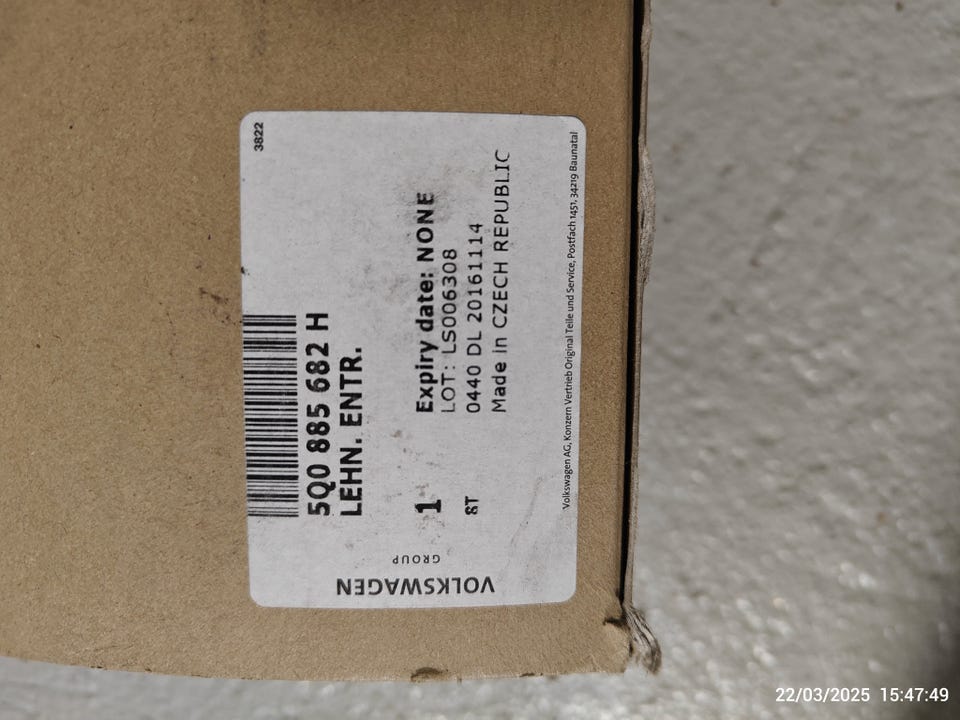 3822
5Q0 885 682 H
LEHN. ENTR.
1
Expiry date: NONE
LOT: LS006308
8T
0440 DL 20161114
Made in CZECH REPUBLIC
Volkswagen AG, Konzern Vertrieb Original Teile und Service, Postfach 1451, 34219 Baunatal
VOLKSWAGEN
GROUP
22/03/2025 15:47:49